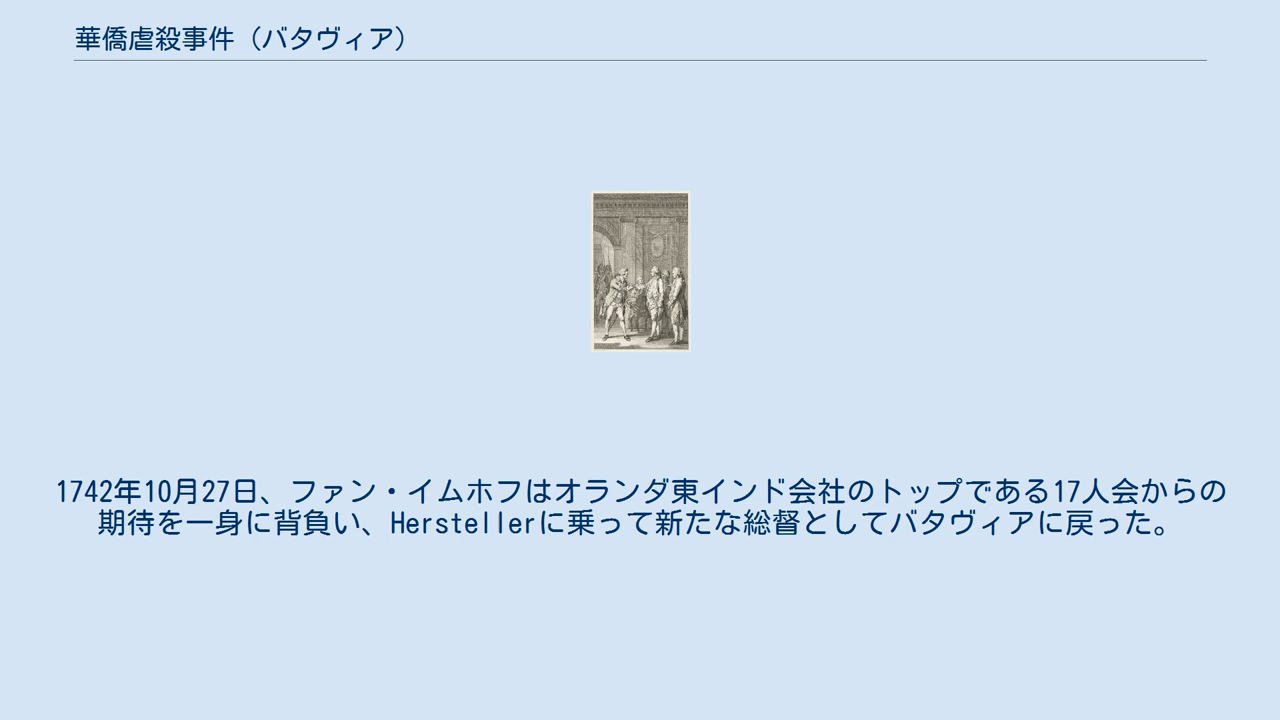 華僑虐殺事件（バタヴィア）
1742年10月27日、ファン・イムホフはオランダ東インド会社のトップである17人会からの
期待を一身に背負い、Herstellerに乗って新たな総督としてバタヴィアに戻った。